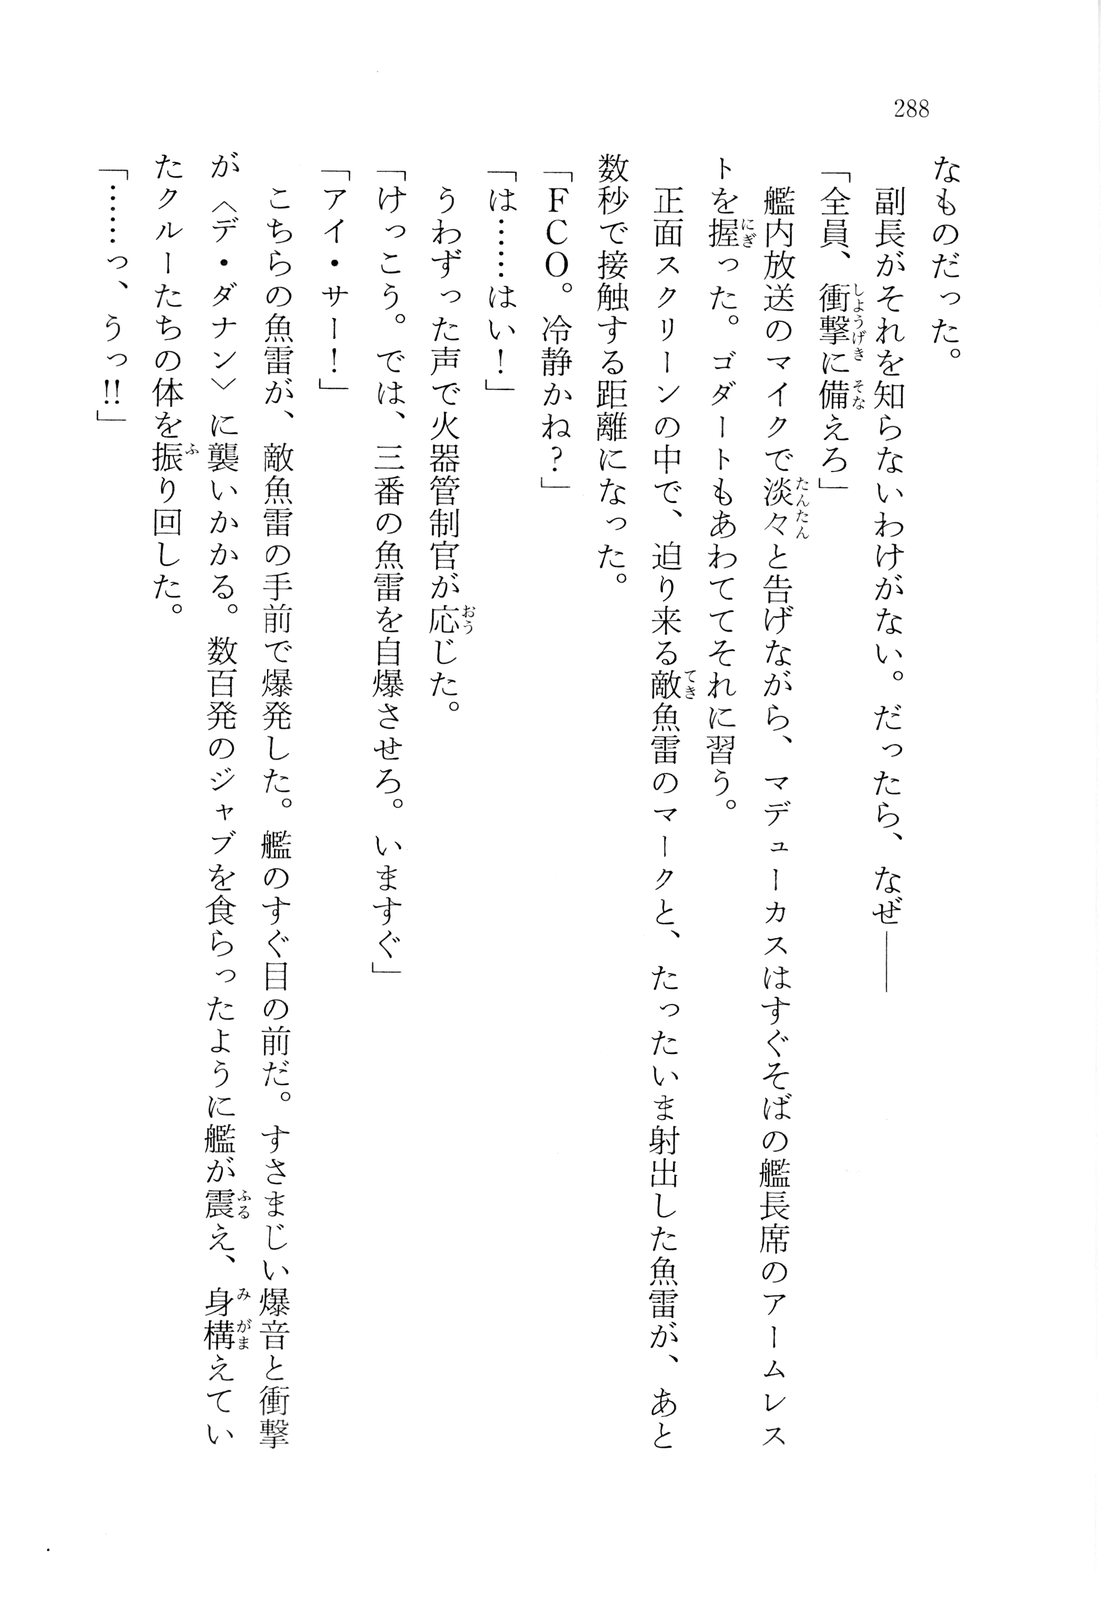 288
なものだった。
副長がそれを知らないわけがない。だったら、なぜ――
「全員、衝撃に備えろ」
艦内放送のマイクで淡々と告げながら、マデューカスはすぐそばの艦長席のアームレス
トを握った。ゴダートもあわててそれに習う。
正面スクリーンの中で、迫り来る敵魚雷のマークと、たったいま射出した魚雷が、あと
数秒で接触する距離になった。
「ＦＣＯ。冷静かね？」
「は……はい！」
うわずった声で火器管制官が応じた。
「けっこう。では、三番の魚雷を自爆させろ。いますぐ」
「アイ・サー！」
こちらの魚雷が、敵魚雷の手前で爆発した。艦のすぐ目の前だ。すさまじい爆音と衝撃
が〈デ・ダナン〉に襲いかかる。数百発のジャブを食らったように艦が震え、身構えてい
たクルーたちの体を振り回した。
「……っ、うっ!!」